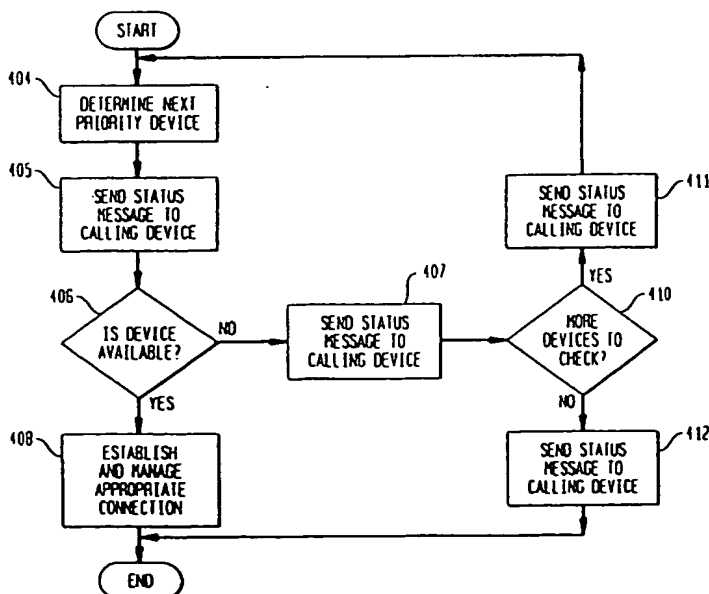 START
404
DETERMINE NEXT
PRIORITY DEVICE
405
SEND STATUS
MESSAGE TO
CALLING DEVICE
406
IS DEVICE
AVAILABLE?
NO
YES
407
SEND STATUS
MESSAGE TO
CALLING DEVICE
408
ESTABLISH
AND MANAGE
APPROPRIATE
CONNECTION
410
MORE
DEVICES TO
CHECK?
YES
NO
411
SEND STATUS
MESSAGE TO
CALLING DEVICE
412
SEND STATUS
MESSAGE TO
CALLING DEVICE
END